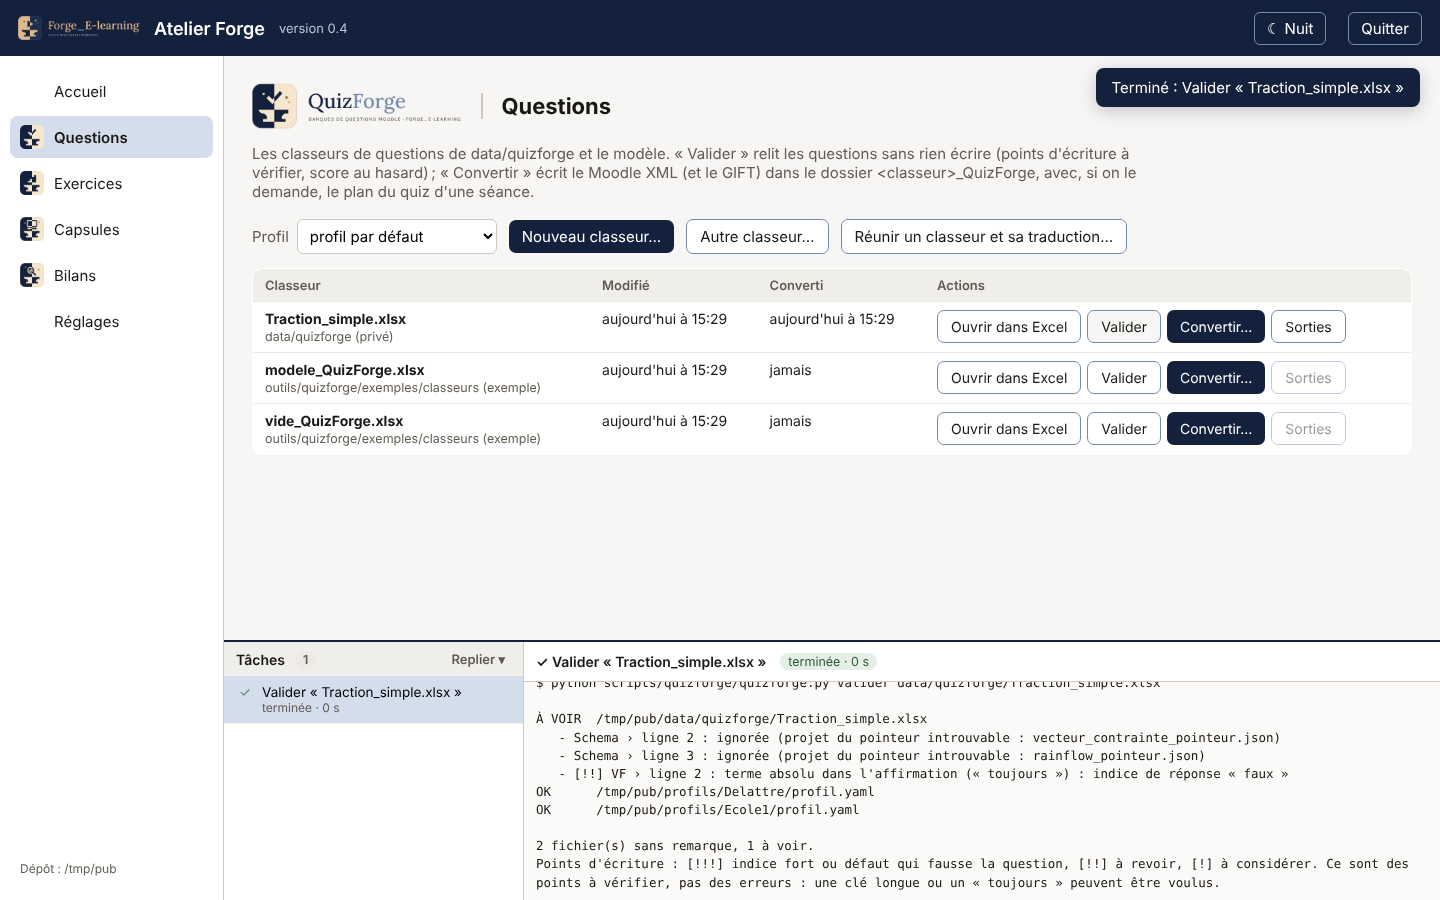 Forge_E-learning
Atelier Forge
version 0.4
☾ Nuit
Quitter
Accueil
Questions
Exercices
Capsules
Bilans
Réglages
Dépôt : /tmp/pub
Terminé : Valider « Traction_simple.xlsx »
QuizForge
BANQUES DE QUESTIONS MOODLE · FORGE_E-LEARNING
Questions
Les classeurs de questions de data/quizforge et le modèle. « Valider » relit les questions sans rien écrire (points d'écriture à
vérifier, score au hasard) ; « Convertir » écrit le Moodle XML (et le GIFT) dans le dossier <classeur>_QuizForge, avec, si on le
demande, le plan du quiz d'une séance.
Profil
profil par défaut
Nouveau classeur…
Autre classeur…
Réunir un classeur et sa traduction…
Classeur Modifié Converti Actions
Traction_simple.xlsx aujourd'hui à 15:29 aujourd'hui à 15:29 Ouvrir dans Excel Valider Convertir… Sorties
data/quizforge (privé)
modele_QuizForge.xlsx aujourd'hui à 15:29 jamais Ouvrir dans Excel Valider Convertir… Sorties
outils/quizforge/exemples/classeurs (exemple)
vide_QuizForge.xlsx aujourd'hui à 15:29 jamais Ouvrir dans Excel Valider Convertir… Sorties
outils/quizforge/exemples/classeurs (exemple)
Tâches 1 Replier ▾
✓ Valider « Traction_simple.xlsx »
terminée · 0 s
✓ Valider « Traction_simple.xlsx » terminée · 0 s
$ python scripts/quizforge/quizforge.py valider data/quizforge/Traction_simple.xlsx
À VOIR  /tmp/pub/data/quizforge/Traction_simple.xlsx
- Schema › ligne 2 : ignorée (projet du pointeur introuvable : vecteur_contrainte_pointeur.json)
- Schema › ligne 3 : ignorée (projet du pointeur introuvable : rainflow_pointeur.json)
- [!!] VF › ligne 2 : terme absolu dans l'affirmation (« toujours ») : indice de réponse « faux »
OK      /tmp/pub/profils/Delattre/profil.yaml
OK      /tmp/pub/profils/Ecole1/profil.yaml
2 fichier(s) sans remarque, 1 à voir.
Points d'écriture : [!!!] indice fort ou défaut qui fausse la question, [!!] à revoir, [!] à considérer. Ce sont des
points à vérifier, pas des erreurs : une clé longue ou un « toujours » peuvent être voulus.